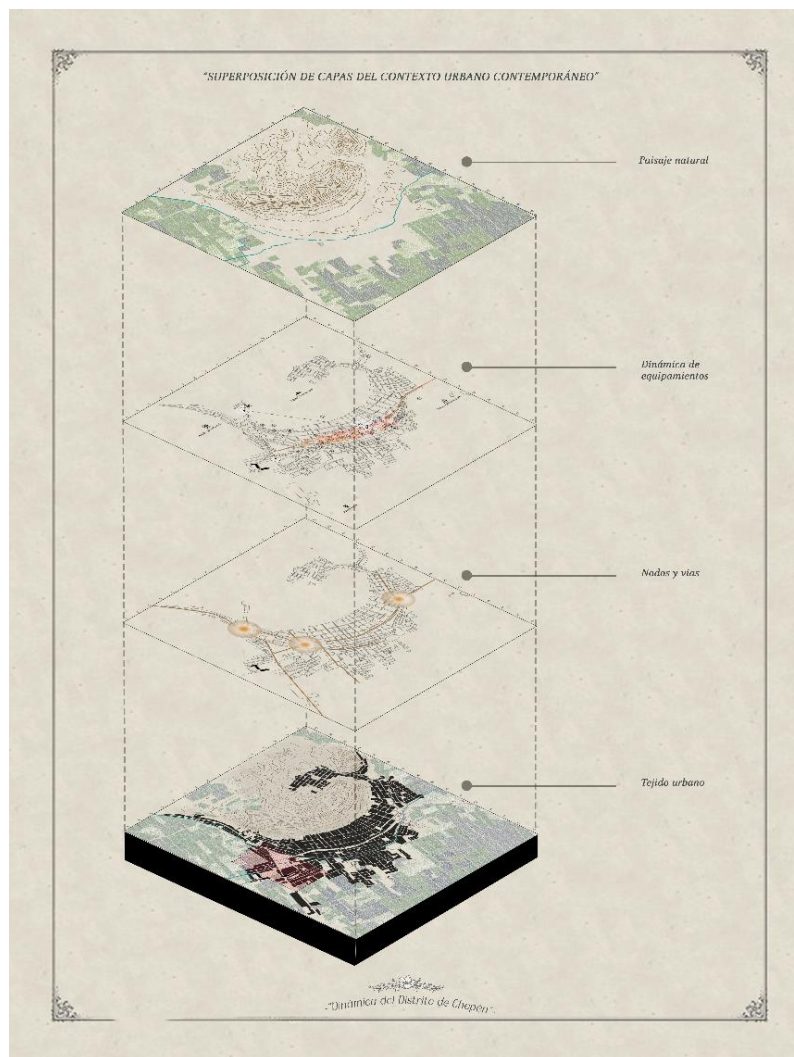 "SUPERPOSICIÓN DE CAPAS DEL CONTEXTO URBANO CONTEMPORÁNEO"
Paisaje natural
Dinámica de
equipamientos
Nodos y vías
Tejido urbano
"Dinámica del Distrito de Chepén".